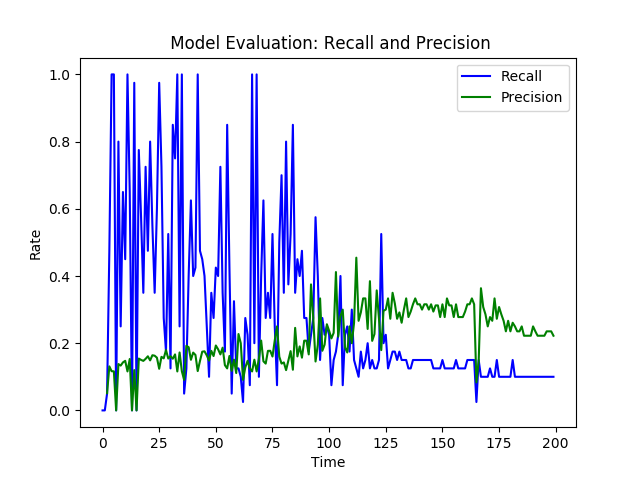 Model Evaluation: Recall and Precision
Recall
Precision
1.0
0.8
0.6
0.4
0.2
0.0
Rate
0 25 50 75 100 125 150 175 200
Time